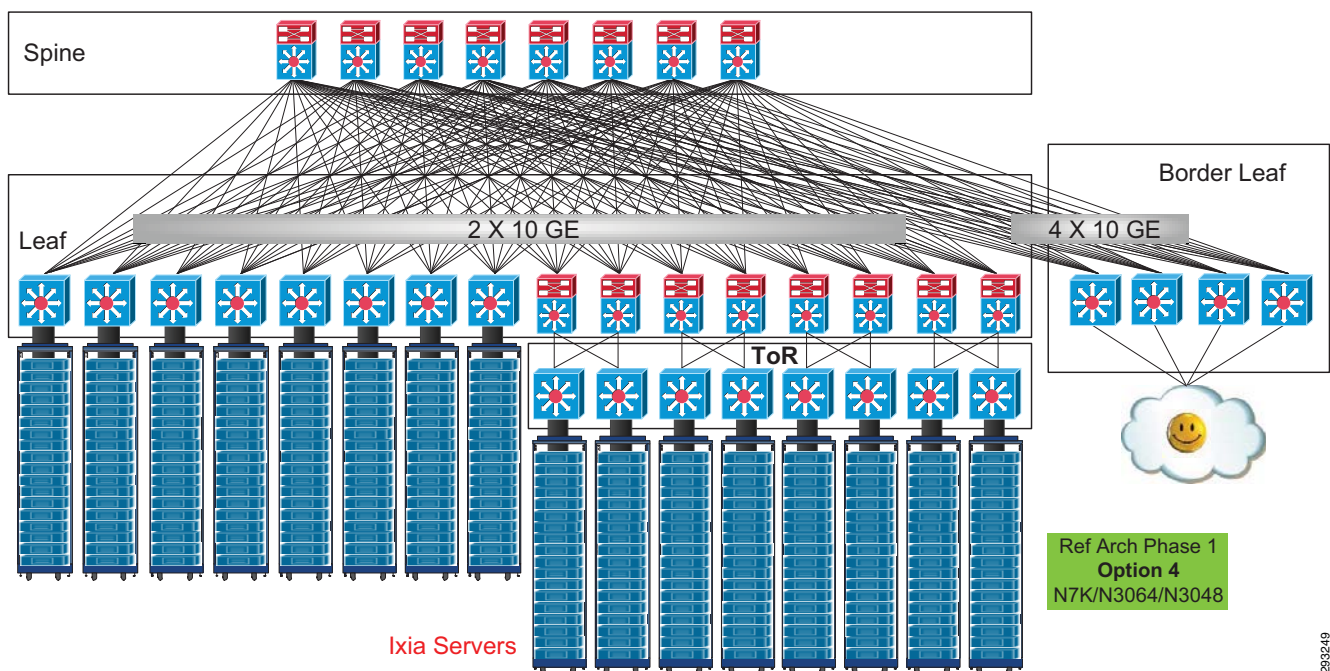 Spine
Border Leaf
Leaf
2 X 10 GE
4 X 10 GE
ToR
Ref Arch Phase 1
Option 4
N7K/N3064/N3048
Ixia Servers
293249